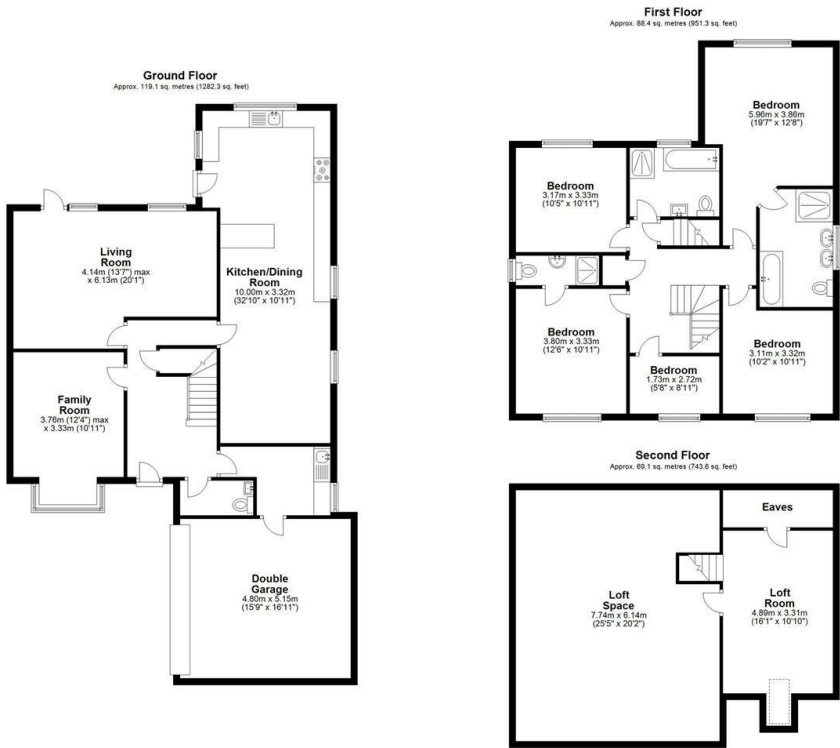 Ground Floor
Approx. 119.1 sq. metres (1282.3 sq. feet)
Living
Room
4.14m (13'7") max
x 6.13m (20'1")
Kitchen/Dining
Room
10.00m x 3.32m
(32'10" x 10'11")
Family
Room
3.76m (12'4") max
x 3.33m (10'11")
Double
Garage
4.80m x 5.15m
(15'9" x 16'11")
First Floor
Approx. 88.4 sq. metres (951.3 sq. feet)
Bedroom
5.96m x 3.86m
(19'7" x 12'8")
Bedroom
3.17m x 3.33m
(10'5" x 10'11")
Bedroom
3.80m x 3.33m
(12'6" x 10'11")
Bedroom
1.73m x 2.72m
(5'8" x 8'11")
Bedroom
3.11m x 3.32m
(10'2" x 10'11")
Second Floor
Approx. 69.1 sq. metres (743.6 sq. feet)
Eaves
Loft
Space
7.74m x 6.14m
(25'5" x 20'2")
Loft
Room
4.89m x 3.31m
(16'1" x 10'10")